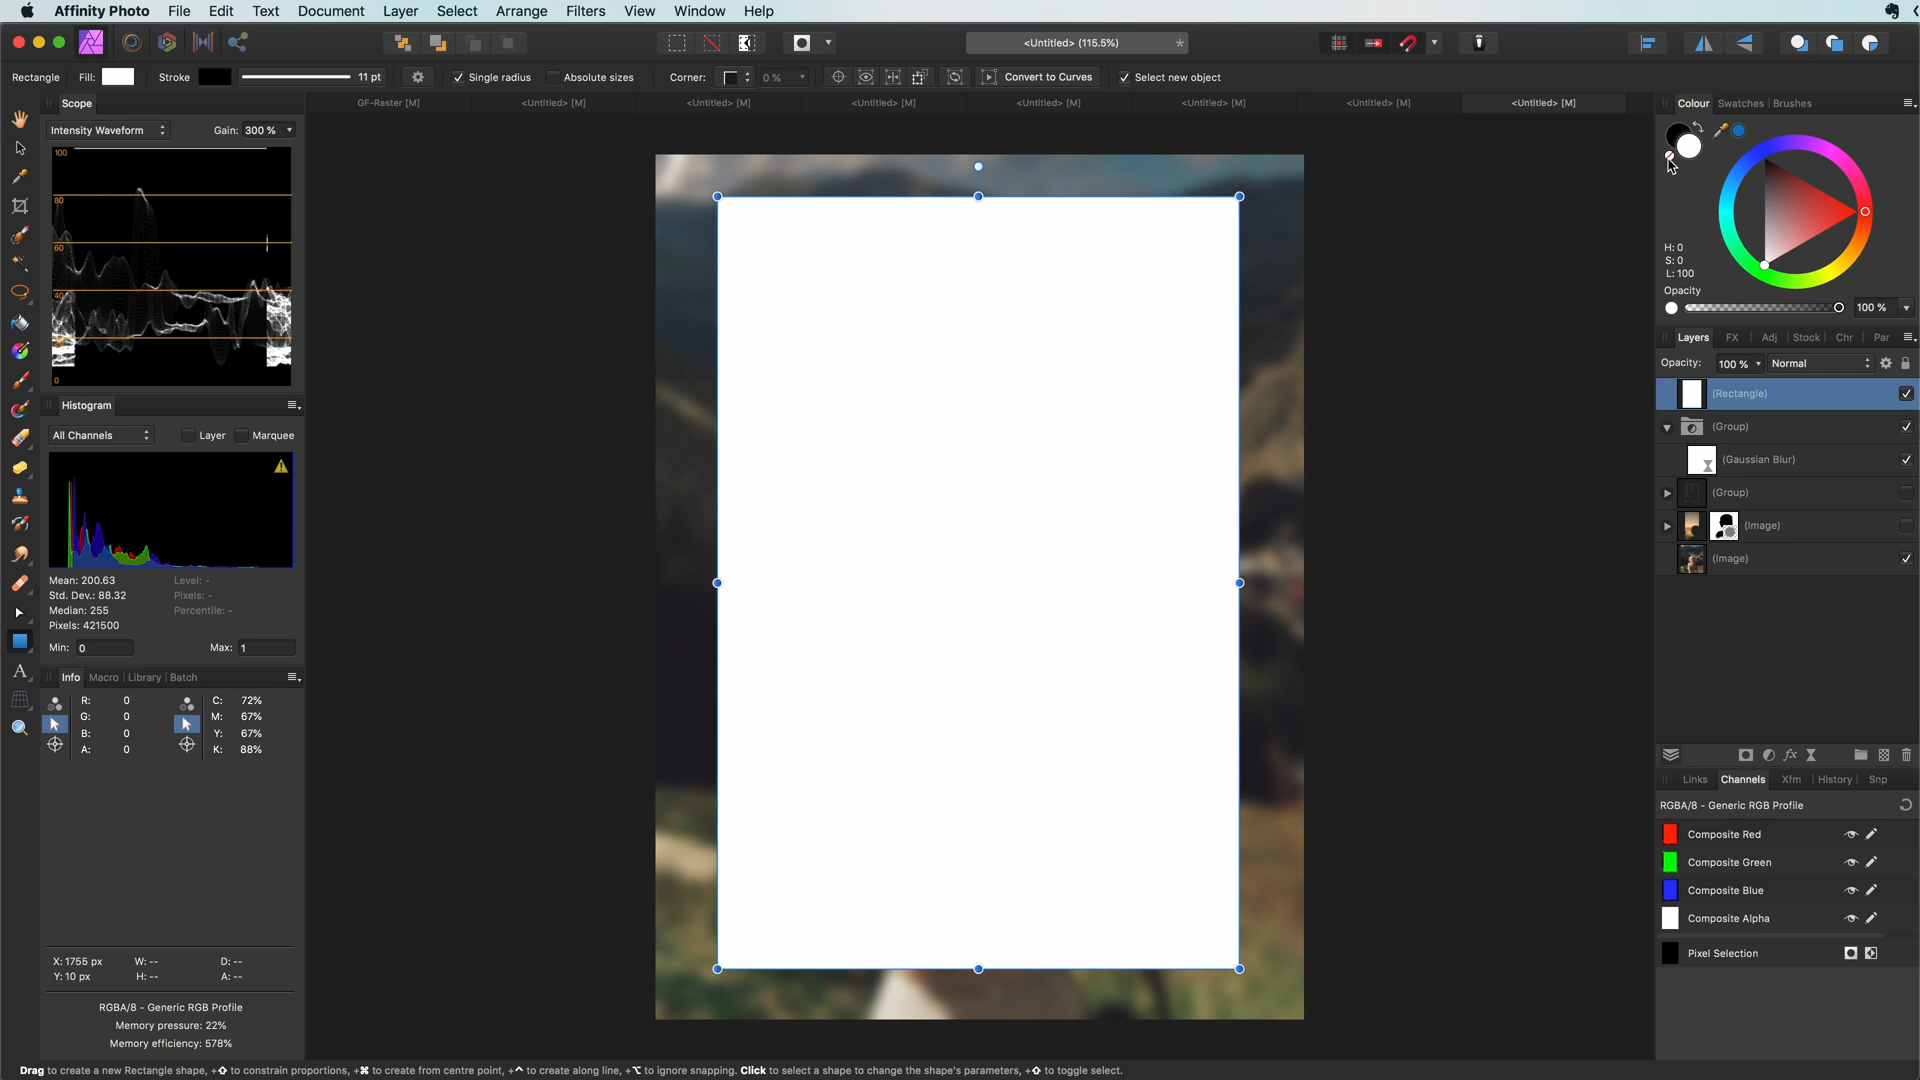 Affinity Photo File Edit Text Document Layer Select Arrange Filters View Window Help
<Untitled> (115.5%) *
Rectangle Fill: Stroke 11 pt Single radius Absolute sizes Corner: 0 % Convert to Curves Select new object
GF-Raster [M] <Untitled> [M] <Untitled> [M] <Untitled> [M] <Untitled> [M] <Untitled> [M] <Untitled> [M] <Untitled> [M]
Scope
Intensity Waveform Gain: 300 %
100
80
60
40
0
Histogram
All Channels Layer Marquee
Mean: 200.63 Level: -
Std. Dev.: 88.32 Pixels: -
Median: 255 Percentile: -
Pixels: 421500
Min: 0 Max: 1
Info Macro Library Batch
R: 0 C: 72%
G: 0 M: 67%
B: 0 Y: 67%
A: 0 K: 88%
X: 1755 px W: -- D: --
Y: 10 px H: -- A: --
RGBA/8 - Generic RGB Profile
Memory pressure: 22%
Memory efficiency: 578%
Colour Swatches Brushes
H: 0
S: 0
L: 100
Opacity
100 %
Layers FX Adj Stock Chr Par
Opacity: 100 % Normal
(Rectangle)
(Group)
(Gaussian Blur)
(Group)
(Image)
(Image)
fx
Links Channels Xfm History Snp
RGBA/8 - Generic RGB Profile
Composite Red
Composite Green
Composite Blue
Composite Alpha
Pixel Selection
Drag to create a new Rectangle shape, +⇧ to constrain proportions, +⌘ to create from centre point, +⌃ to create along line, +⌥ to ignore snapping. Click to select a shape to change the shape's parameters, +⇧ to toggle select.